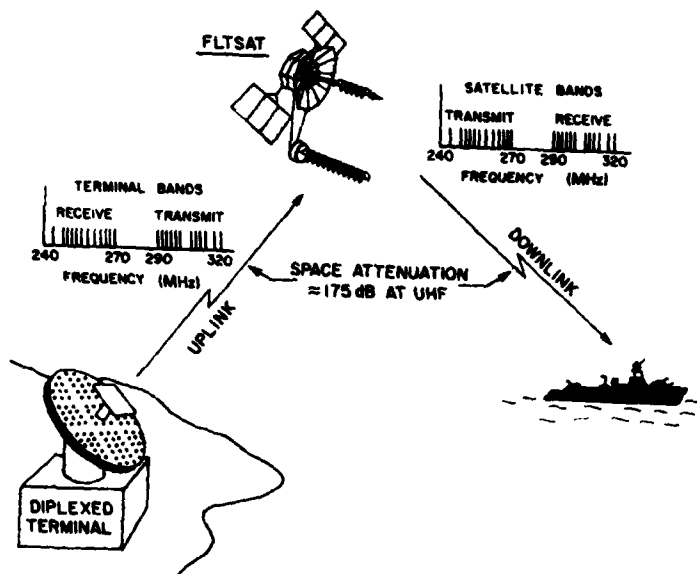 FLTSAT
SATELLITE BANDS
TRANSMIT RECEIVE
240 270 290 320
FREQUENCY (MHz)
TERMINAL BANDS
RECEIVE TRANSMIT
240 270 290 320
FREQUENCY (MHz)
SPACE ATTENUATION
≈ 175 dB AT UHF
UPLINK
DOWNLINK
DIPLEXED
TERMINAL